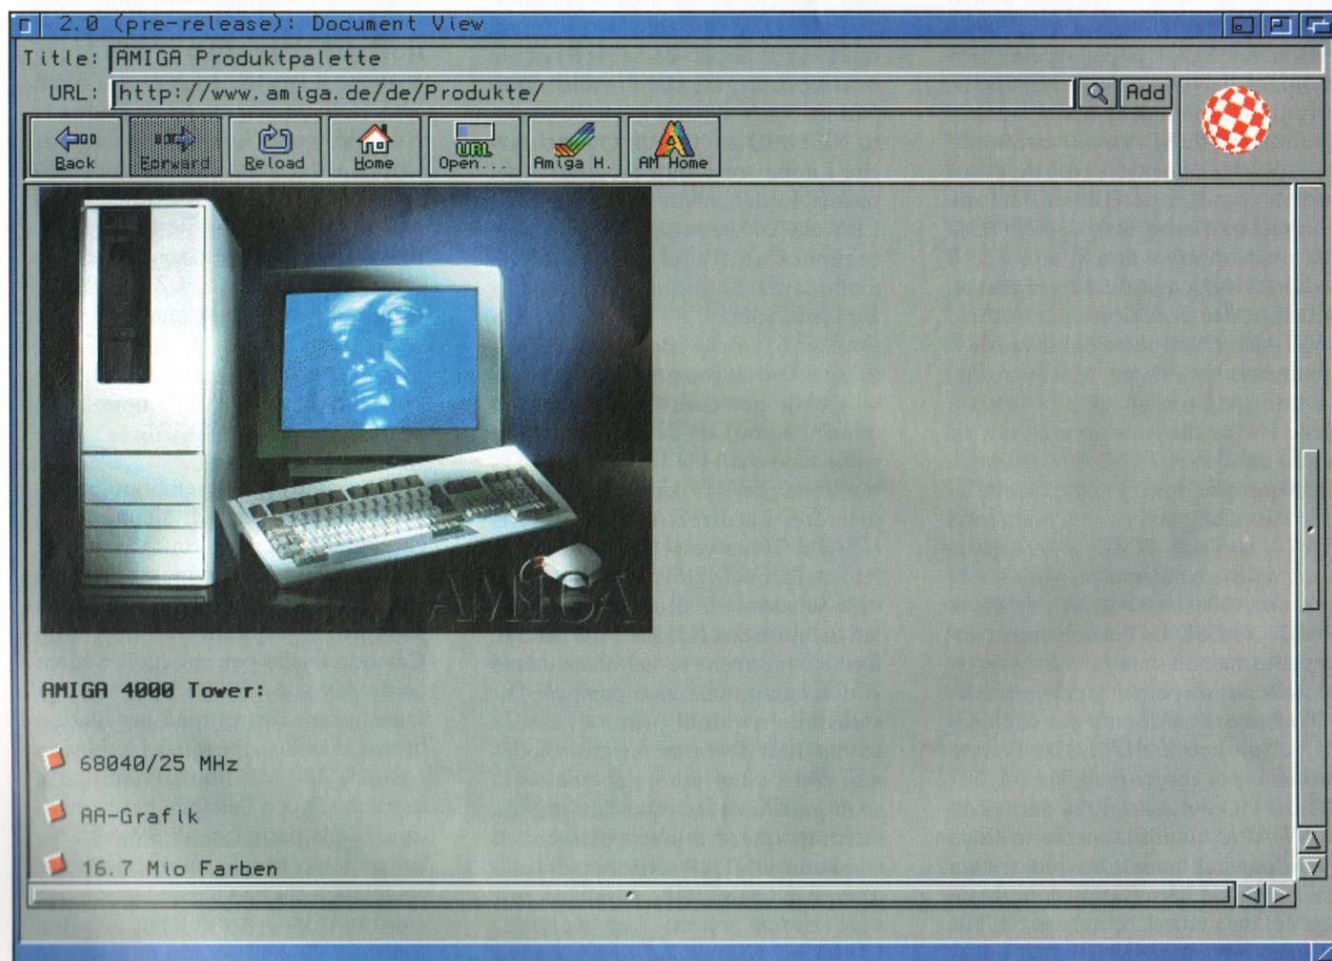 2.0 (pre-release): Document View
Title: AMIGA Produktpalette
URL: http://www.amiga.de/de/Produkte/
Add
Back
Forward
Reload
Home
URL
Open...
Amiga H.
AM Home
AMIGA
AMIGA 4000 Tower:
68040/25 MHz
AA-Grafik
16.7 Mio Farben